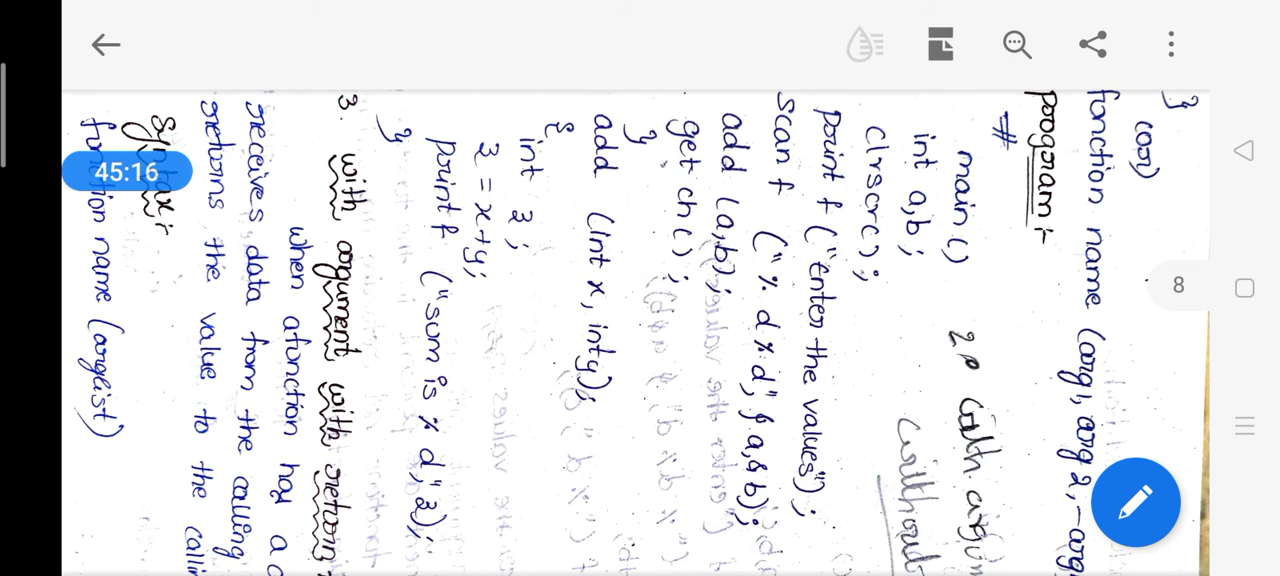 }
(or)
function name (arg1, arg2, -arg
program :-
#
main()
2) with argum
int a,b;
without
clrscr();
printf ("Enter the values");
scanf ("%d%d", &a,&b);
add (a,b);
getch();
}
add (int x, int y);
{
int z;
z = x+y;
printf ("sum is %d", z);
}
3. with argument with return
when a function has a
receives data from the calling
returns the value to the calli
Syntax :-
function name (arglist)
45:16
8